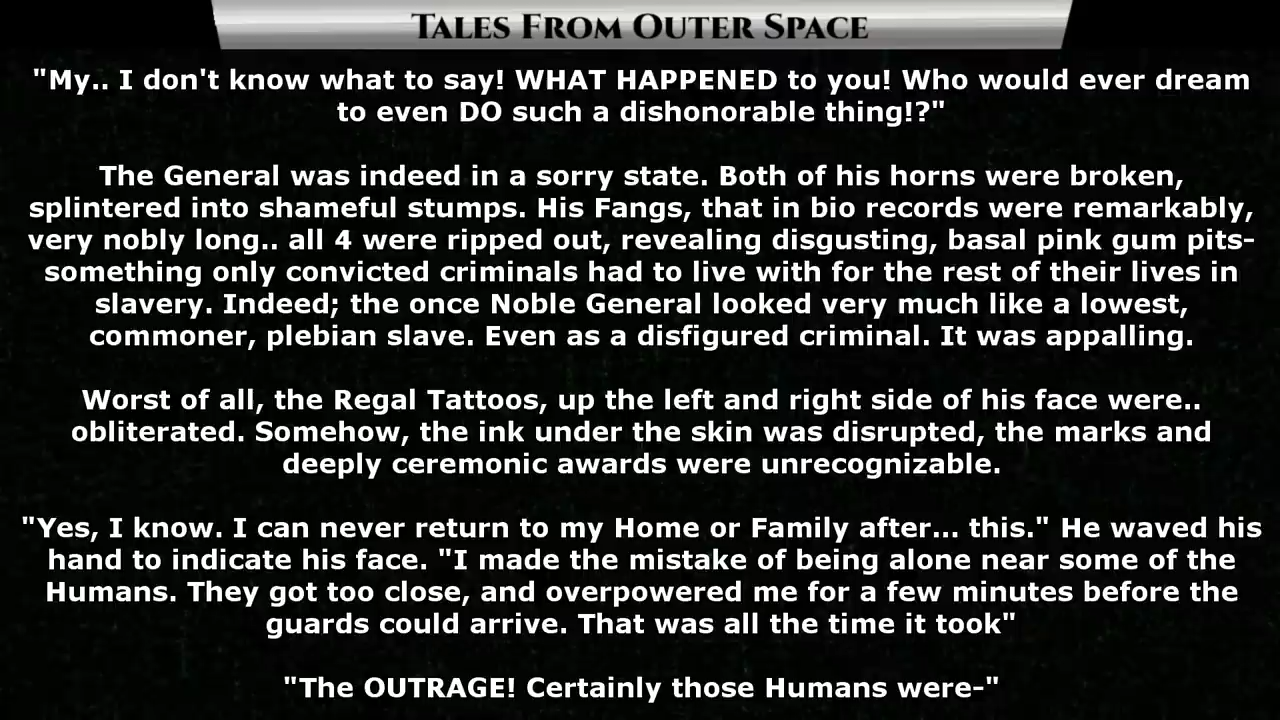 Tales From Outer Space
"My.. I don't know what to say! WHAT HAPPENED to you! Who would ever dream
to even DO such a dishonorable thing!?"
The General was indeed in a sorry state. Both of his horns were broken,
splintered into shameful stumps. His Fangs, that in bio records were remarkably,
very nobly long.. all 4 were ripped out, revealing disgusting, basal pink gum pits-
something only convicted criminals had to live with for the rest of their lives in
slavery. Indeed; the once Noble General looked very much like a lowest,
commoner, plebian slave. Even as a disfigured criminal. It was appalling.
Worst of all, the Regal Tattoos, up the left and right side of his face were..
obliterated. Somehow, the ink under the skin was disrupted, the marks and
deeply ceremonic awards were unrecognizable.
"Yes, I know. I can never return to my Home or Family after... this." He waved his
hand to indicate his face. "I made the mistake of being alone near some of the
Humans. They got too close, and overpowered me for a few minutes before the
guards could arrive. That was all the time it took"
"The OUTRAGE! Certainly those Humans were-"